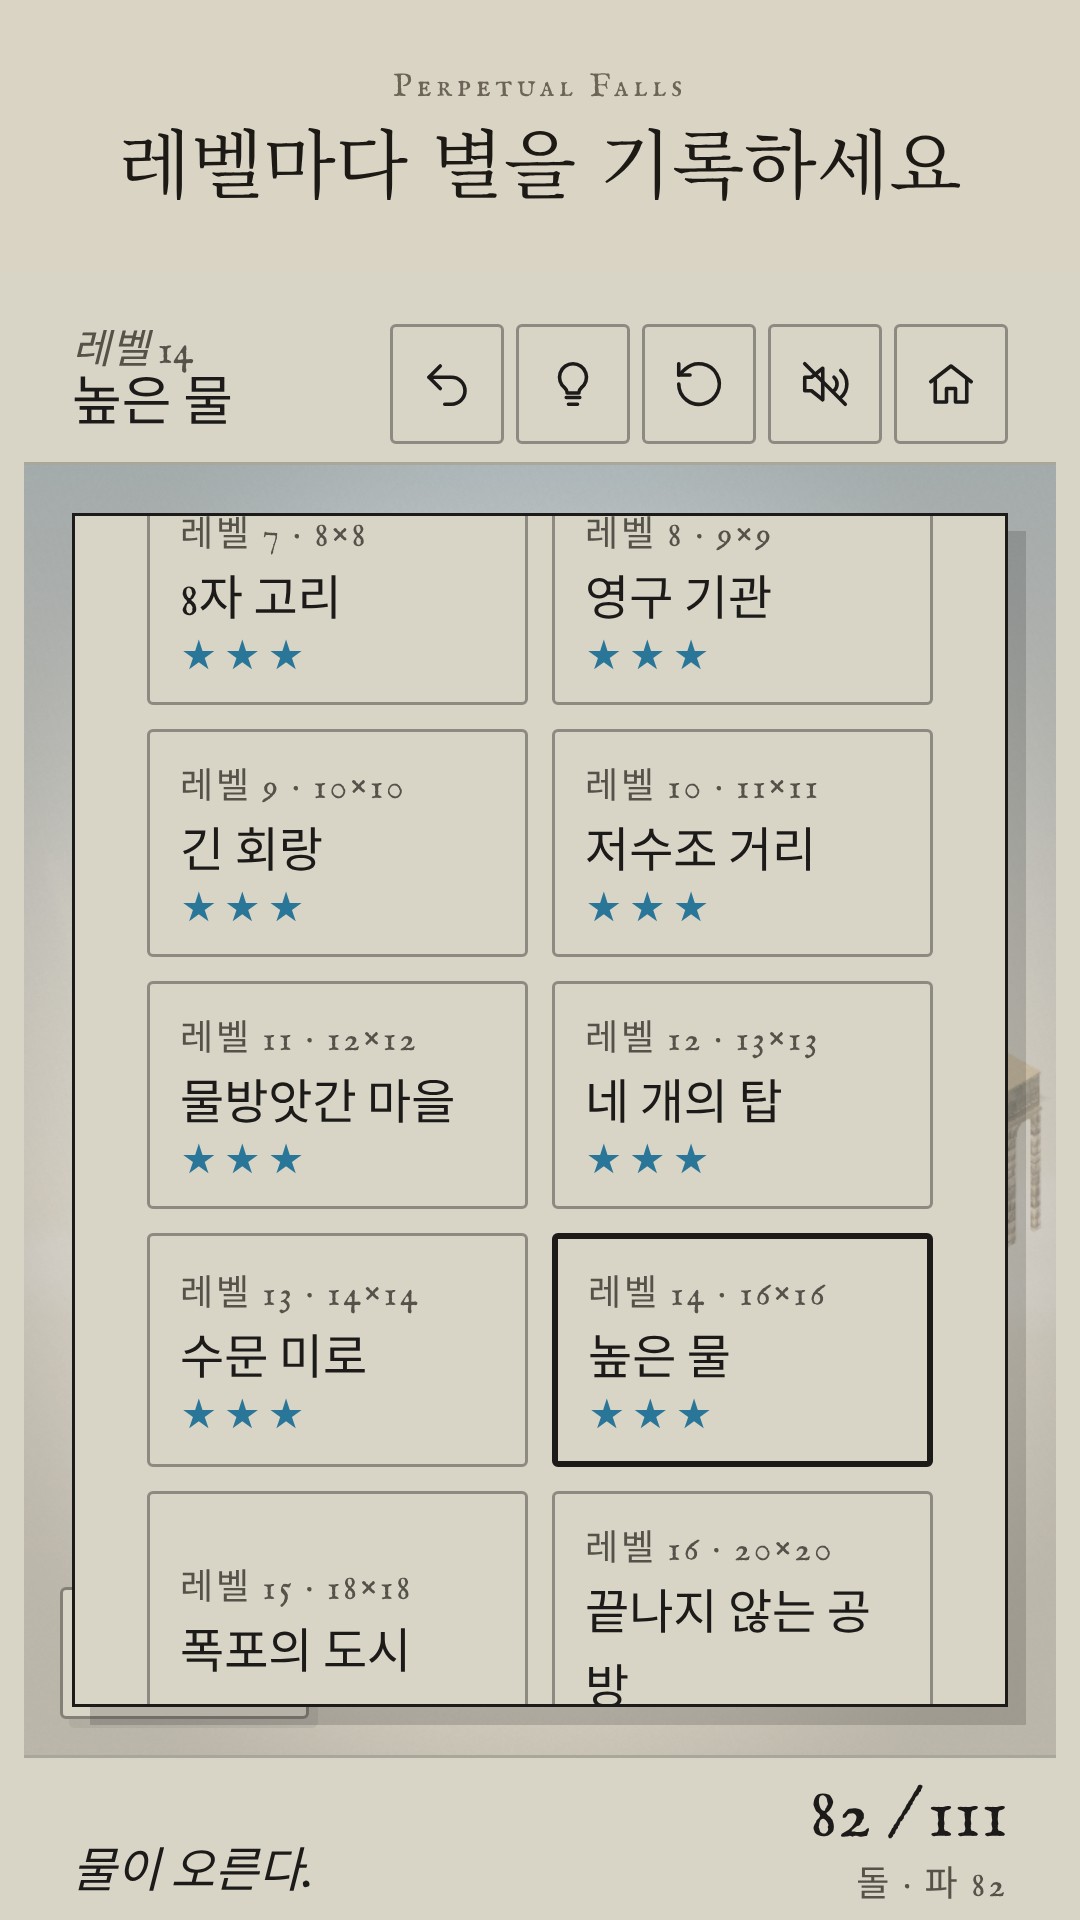 Perpetual Falls
레벨마다 별을 기록하세요
레벨 14
높은 물
레벨 7 · 8×8
8자 고리
★ ★ ★
레벨 8 · 9×9
영구 기관
★ ★ ★
레벨 9 · 10×10
긴 회랑
★ ★ ★
레벨 10 · 11×11
저수조 거리
★ ★ ★
레벨 11 · 12×12
물방앗간 마을
★ ★ ★
레벨 12 · 13×13
네 개의 탑
★ ★ ★
레벨 13 · 14×14
수문 미로
★ ★ ★
레벨 14 · 16×16
높은 물
★ ★ ★
레벨 15 · 18×18
폭포의 도시
레벨 16 · 20×20
끝나지 않는 공
방
물이 오른다.
82 / 111
돌 · 파 82